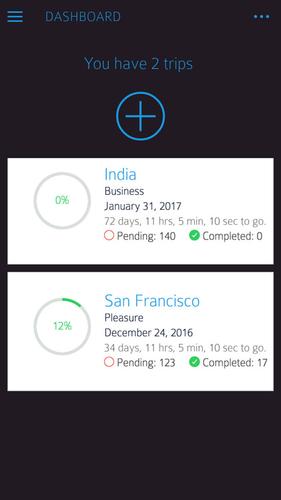 DASHBOARD
You have 2 trips
India
0%
Business
January 31, 2017
72 days, 11 hrs, 5 min, 10 sec to go.
Pending: 140 Completed: 0
San Francisco
12%
Pleasure
December 24, 2016
34 days, 11 hrs, 5 min, 10 sec to go.
Pending: 123 Completed: 17